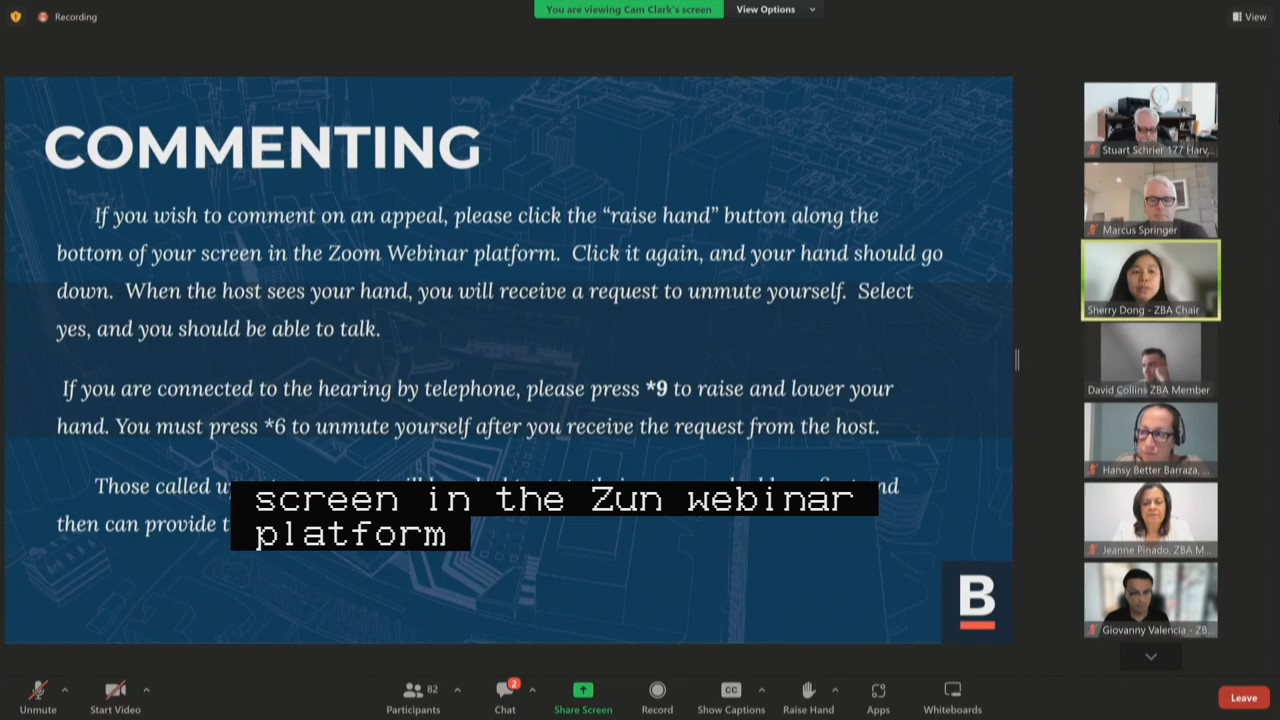 Recording
You are viewing Cam Clark's screen
View Options
View
COMMENTING
If you wish to comment on an appeal, please click the “raise hand” button along the
bottom of your screen in the Zoom Webinar platform. Click it again, and your hand should go
down. When the host sees your hand, you will receive a request to unmute yourself. Select
yes, and you should be able to talk.
If you are connected to the hearing by telephone, please press *9 to raise and lower your
hand. You must press *6 to unmute yourself after you receive the request from the host.
Those called
then can provide
screen in the Zun webinar
platform
B
Stuart Schrier 177 Harv...
Marcus Springer
Sherry Dong - ZBA Chair
David Collins ZBA Member
Hansy Better Barraza, ...
Jeanne Pinado, ZBA M...
Giovanny Valencia - ZB...
Unmute
Start Video
82
Participants
2
Chat
Share Screen
Record
CC
Show Captions
Raise Hand
Apps
Whiteboards
Leave